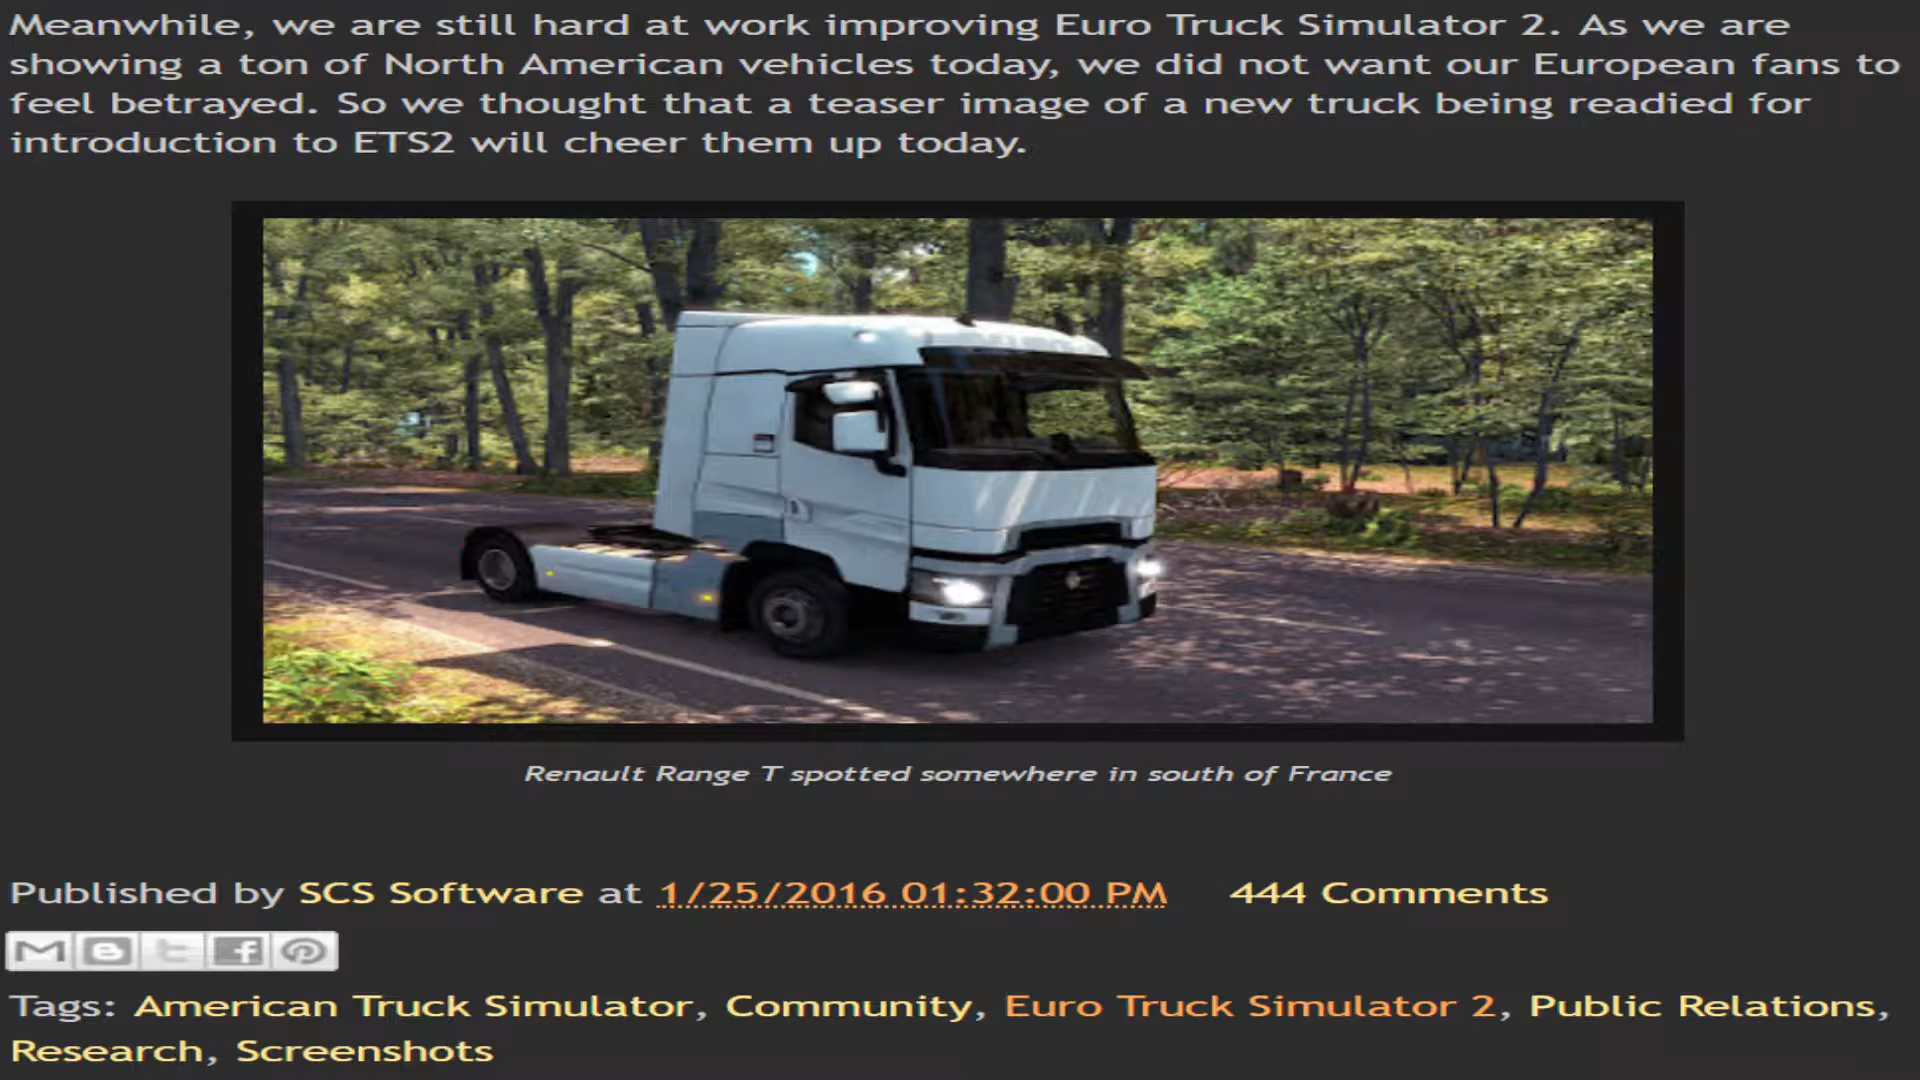 Meanwhile, we are still hard at work improving Euro Truck Simulator 2. As we are
showing a ton of North American vehicles today, we did not want our European fans to
feel betrayed. So we thought that a teaser image of a new truck being readied for
introduction to ETS2 will cheer them up today.
Renault Range T spotted somewhere in south of France
Published by SCS Software at 1/25/2016 01:32:00 PM 444 Comments
Tags: American Truck Simulator, Community, Euro Truck Simulator 2, Public Relations,
Research, Screenshots